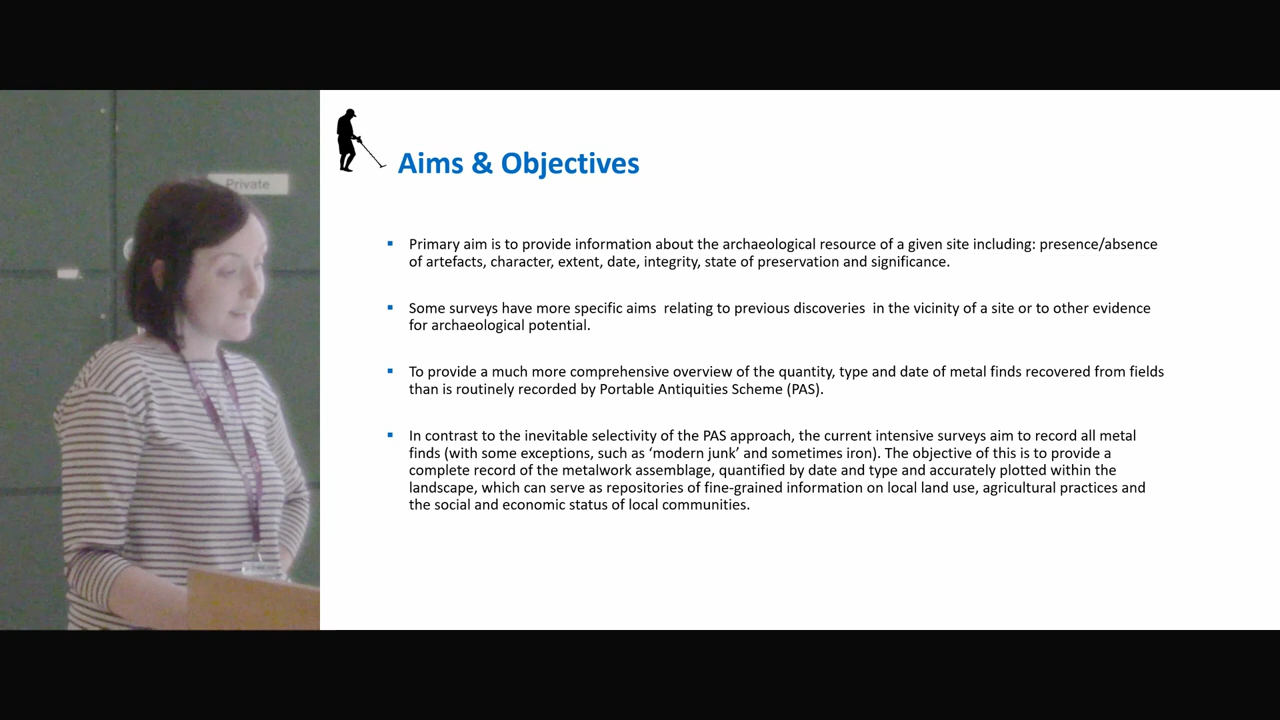 Private
Aims & Objectives
▪ Primary aim is to provide information about the archaeological resource of a given site including: presence/absence
of artefacts, character, extent, date, integrity, state of preservation and significance.
▪ Some surveys have more specific aims  relating to previous discoveries  in the vicinity of a site or to other evidence
for archaeological potential.
▪ To provide a much more comprehensive overview of the quantity, type and date of metal finds recovered from fields
than is routinely recorded by Portable Antiquities Scheme (PAS).
▪ In contrast to the inevitable selectivity of the PAS approach, the current intensive surveys aim to record all metal
finds (with some exceptions, such as ‘modern junk’ and sometimes iron). The objective of this is to provide a
complete record of the metalwork assemblage, quantified by date and type and accurately plotted within the
landscape, which can serve as repositories of fine-grained information on local land use, agricultural practices and
the social and economic status of local communities.